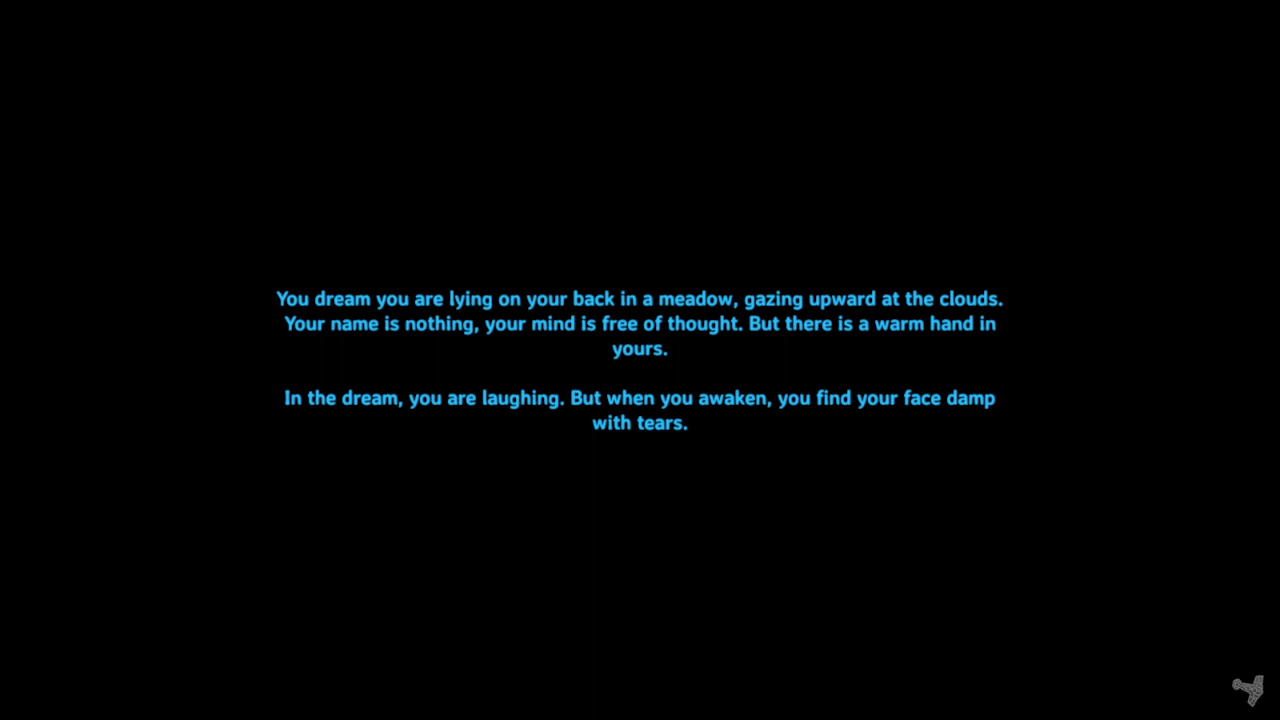 You dream you are lying on your back in a meadow, gazing upward at the clouds.
Your name is nothing, your mind is free of thought. But there is a warm hand in
yours.
In the dream, you are laughing. But when you awaken, you find your face damp
with tears.